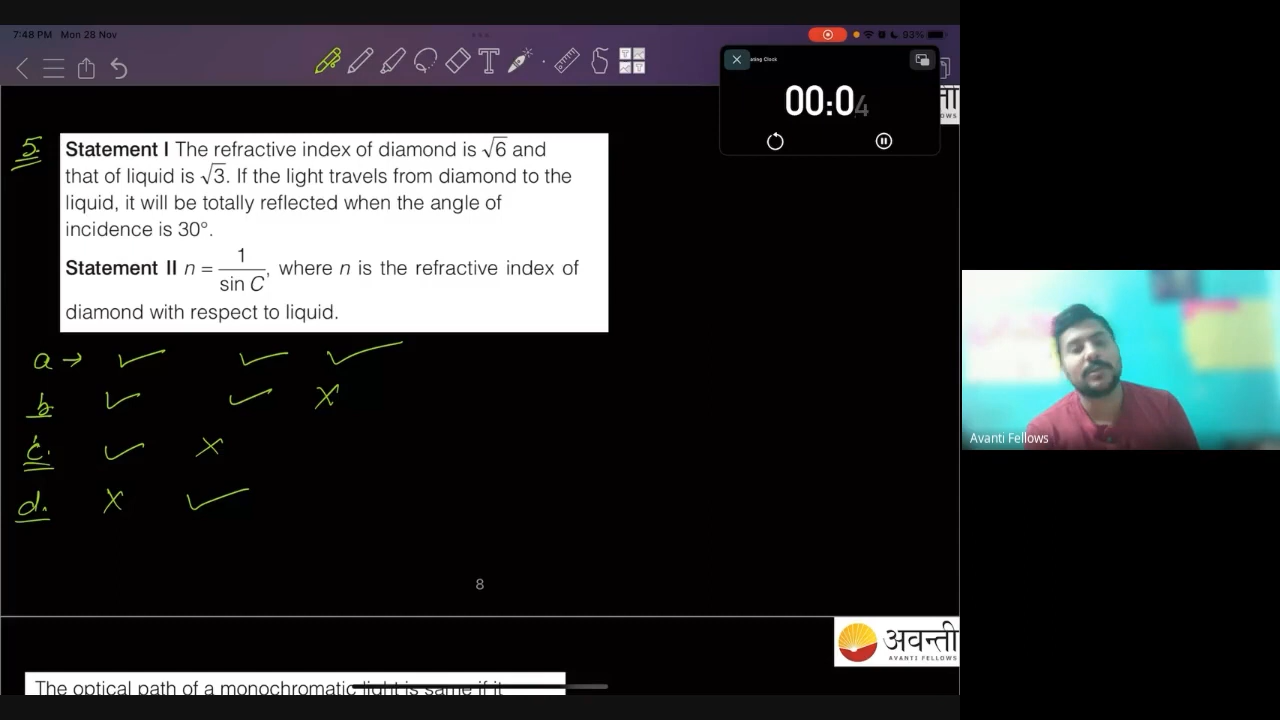 7:48 PM Mon 28 Nov
93%
00:04
5.
Statement I The refractive index of diamond is √6 and
that of liquid is √3. If the light travels from diamond to the
liquid, it will be totally reflected when the angle of
incidence is 30°.
Statement II n = 1/sin C, where n is the refractive index of
diamond with respect to liquid.
a → ✓ ✓ ✓
b. ✓ ✓ ✗
c. ✓ ✗
d. ✗ ✓
8
अवन्ती
AVANTI FELLOWS
The optical path of a monochromatic light is same if it
Avanti Fellows